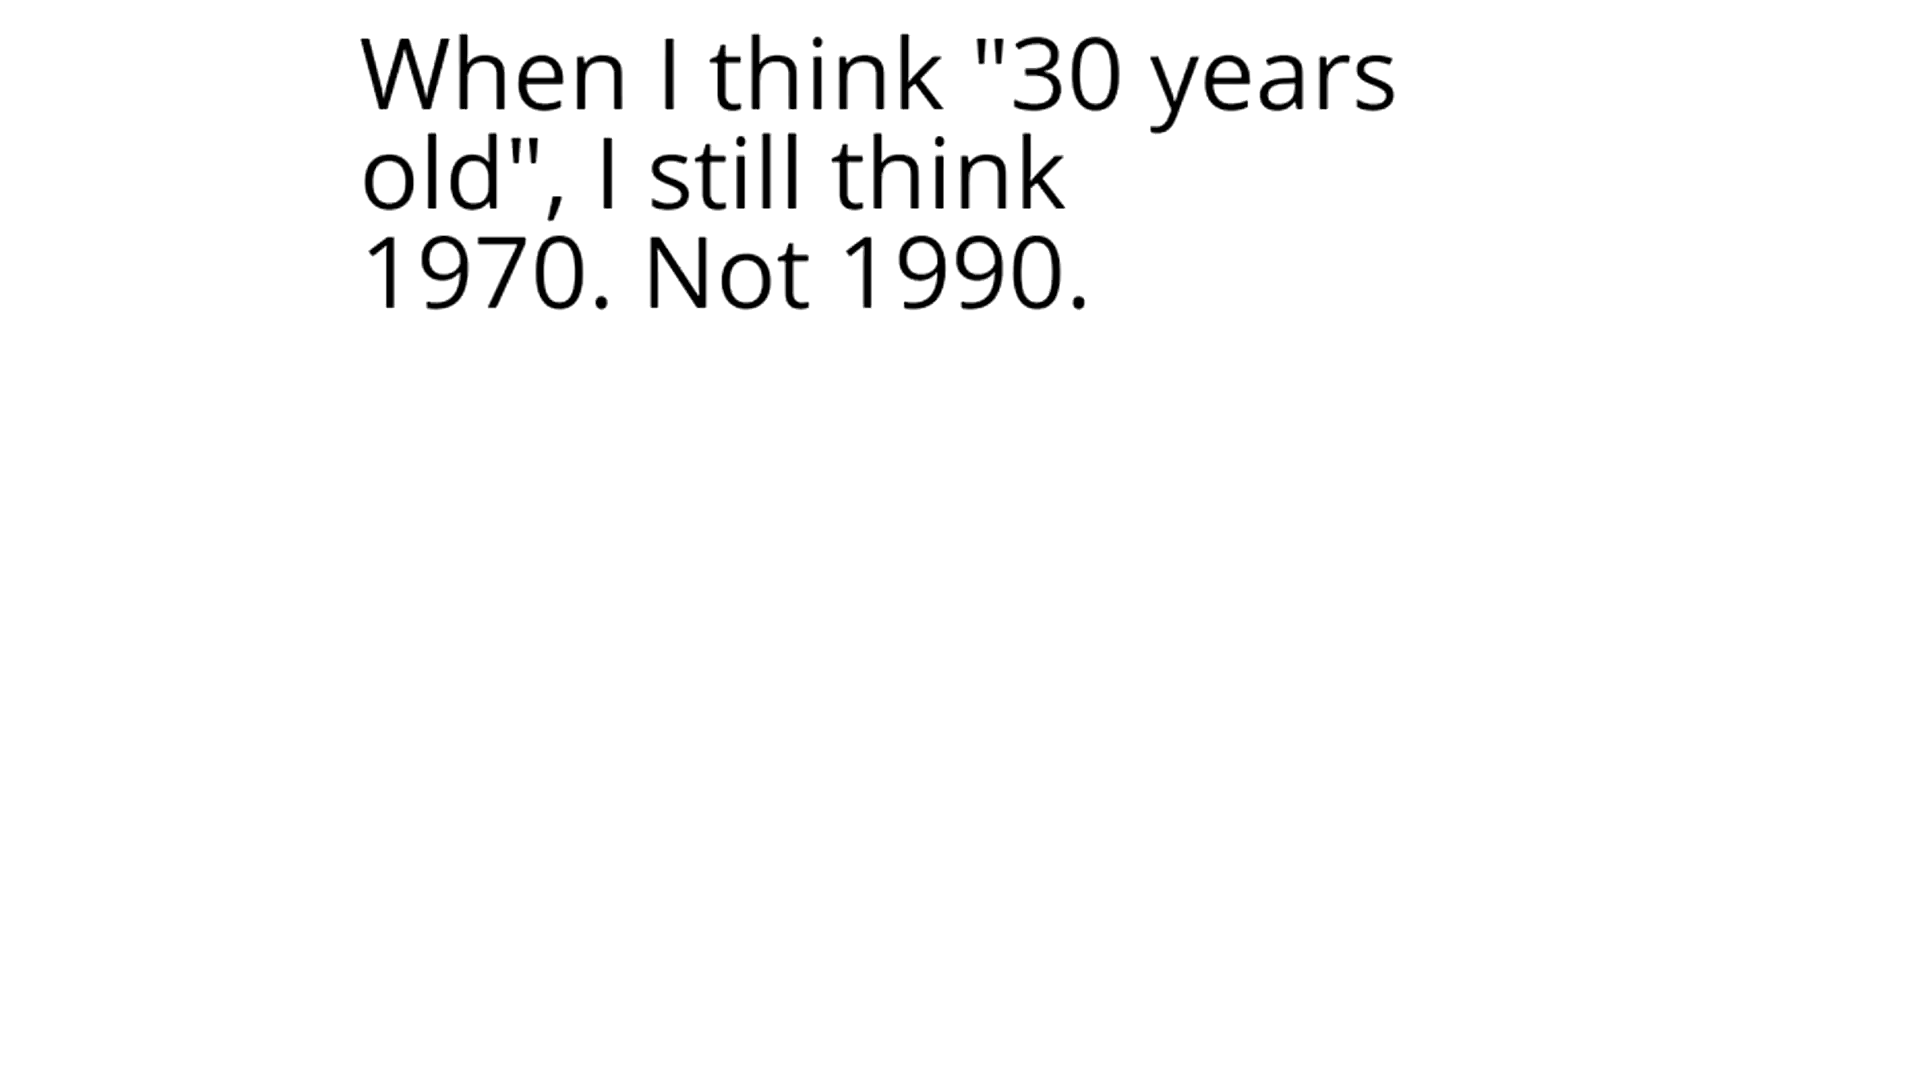 When I think "30 years
old", I still think
1970. Not 1990.